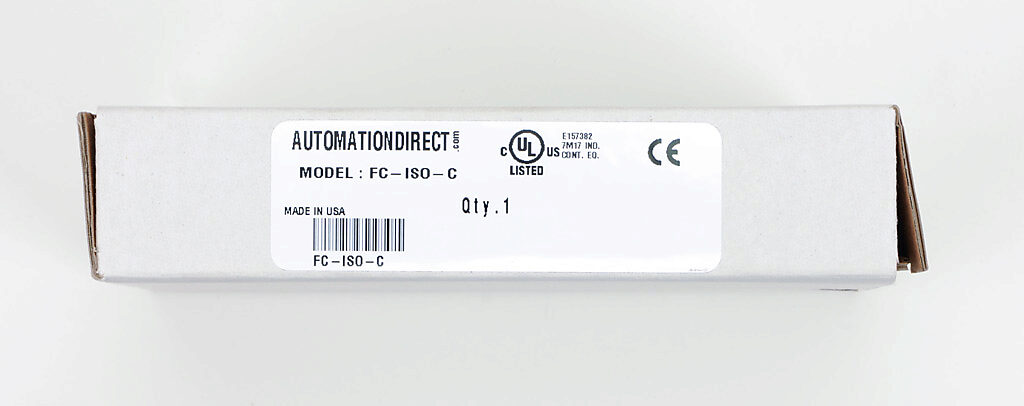 AUTOMATIONDIRECT.com
MODEL : FC-ISO-C
C UL US
LISTED
E157382
7M17 IND.
CONT. EQ.
CE
Qty.1
MADE IN USA
FC-ISO-C